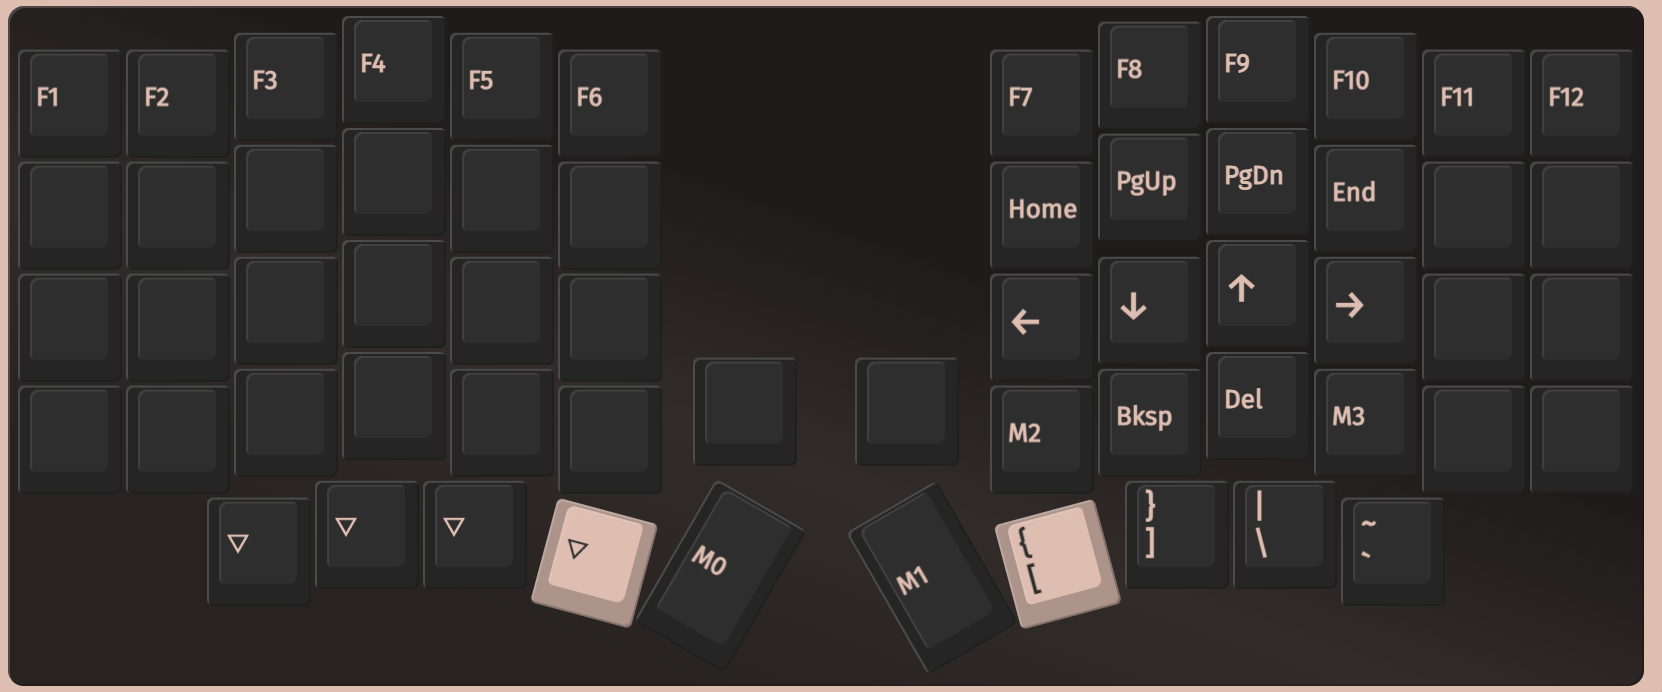 F1 F2 F3 F4 F5 F6 F7 F8 F9 F10 F11 F12
Home PgUp PgDn End
← ↓ ↑ →
M2 Bksp Del M3
▽ ▽ ▽ ▽ M0 M1 { } | ~
[ ] \ `